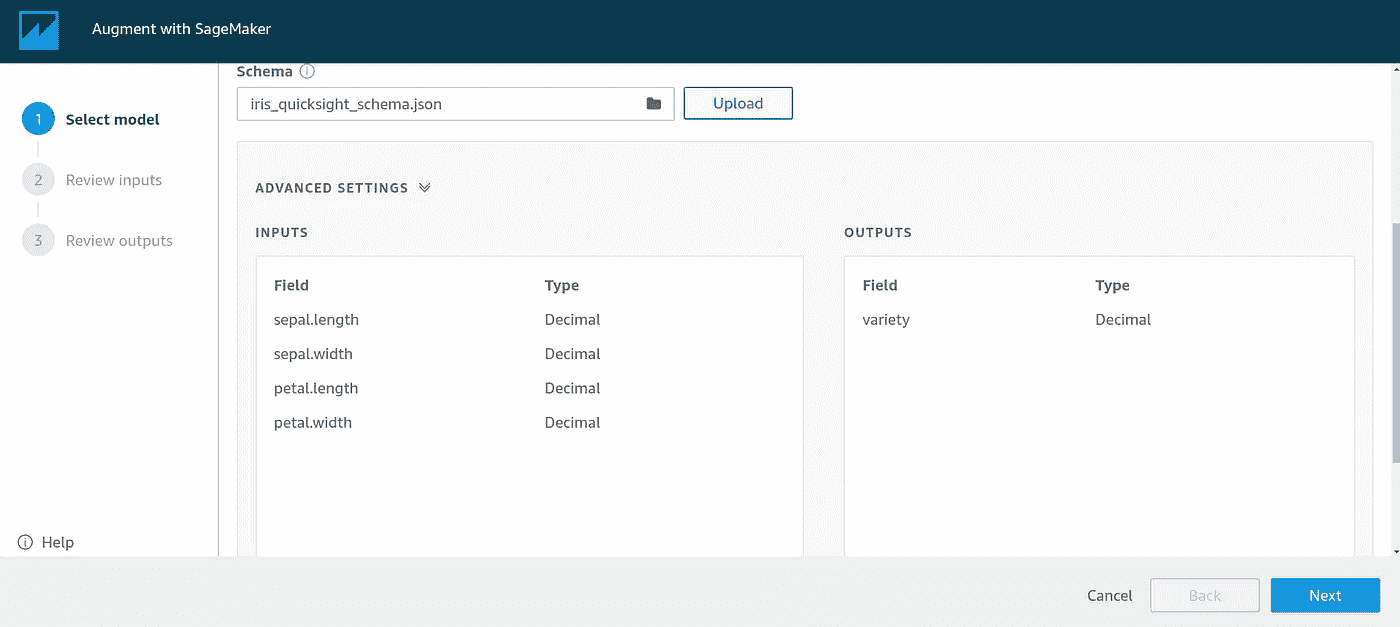 Augment with SageMaker
1 Select model
2 Review inputs
3 Review outputs
Help
Schema
iris_quicksight_schema.json Upload
ADVANCED SETTINGS
INPUTS
Field Type
sepal.length Decimal
sepal.width Decimal
petal.length Decimal
petal.width Decimal
OUTPUTS
Field Type
variety Decimal
Cancel Back Next